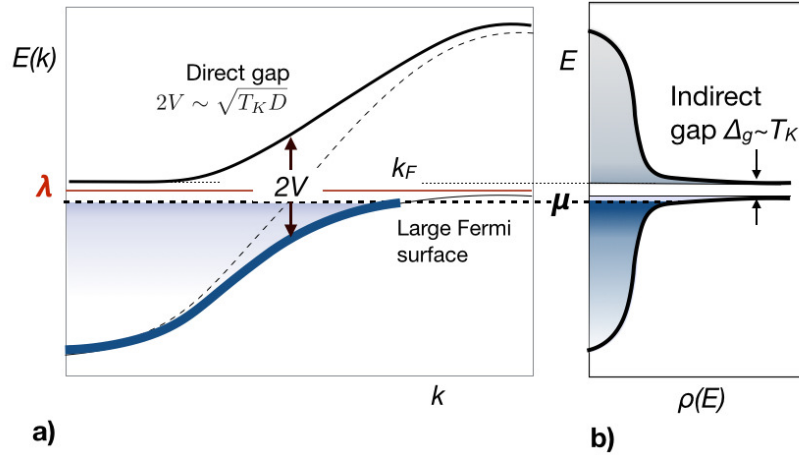 E(k)
Direct gap
2V ∼ √T_K D
λ
2V
k_F
Large Fermi
surface
k
a)
E
Indirect
gap Δ_g~T_K
μ
ρ(E)
b)